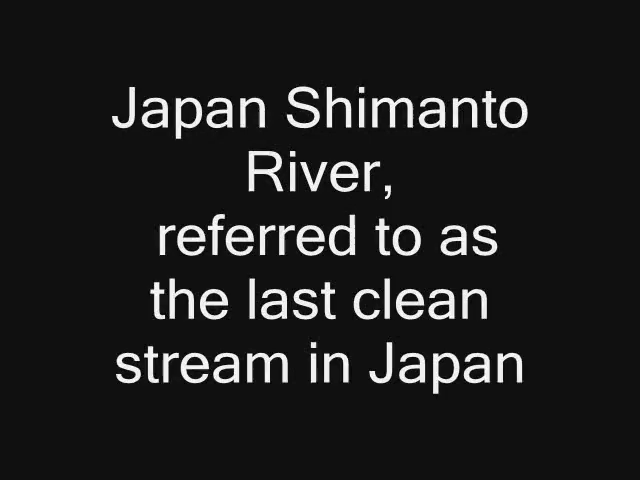 Japan Shimanto
River,
referred to as
the last clean
stream in Japan